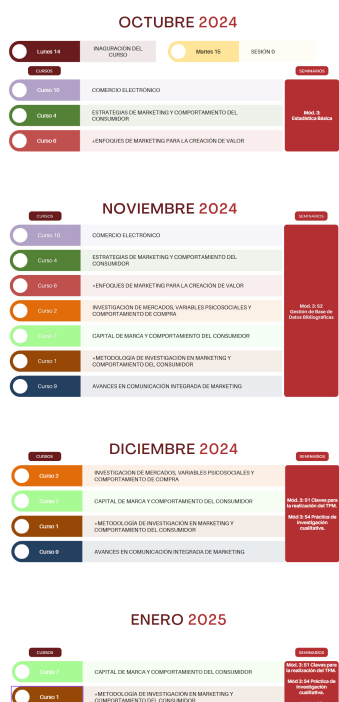 OCTUBRE 2024
Lunes 14
INAGURACIÓN DEL
CURSO
Martes 15
SESIÓN 0
CURSOS
SEMINARIOS
Curso 10
COMERCIO ELECTRÓNICO
Curso 4
ESTRATEGIAS DE MARKETING Y COMPORTAMIENTO DEL
CONSUMIDOR
Curso 6
+ENFOQUES DE MARKETING PARA LA CREACIÓN DE VALOR
Mód. 3:
Estadística Básica
NOVIEMBRE 2024
CURSOS
SEMINARIOS
Curso 10
COMERCIO ELECTRÓNICO
Curso 4
ESTRATEGIAS DE MARKETING Y COMPORTAMIENTO DEL
CONSUMIDOR
Curso 6
+ENFOQUES DE MARKETING PARA LA CREACIÓN DE VALOR
Curso 2
INVESTIGACIÓN DE MERCADOS, VARIABLES PSICOSOCIALES Y
COMPORTAMIENTO DE COMPRA
Curso 7
CAPITAL DE MARCA Y COMPORTAMIENTO DEL CONSUMIDOR
Curso 1
+METODOLOGÍA DE INVESTIGACIÓN EN MARKETING Y
COMPORTAMIENTO DEL CONSUMIDOR
Curso 9
AVANCES EN COMUNICACIÓN INTEGRADA DE MARKETING
Mód. 3: S2
Gestión de Base de
Datos Bibliográficas
DICIEMBRE 2024
CURSOS
SEMINARIOS
Curso 2
INVESTIGACIÓN DE MERCADOS, VARIABLES PSICOSOCIALES Y
COMPORTAMIENTO DE COMPRA
Curso 7
CAPITAL DE MARCA Y COMPORTAMIENTO DEL CONSUMIDOR
Curso 1
+METODOLOGÍA DE INVESTIGACIÓN EN MARKETING Y
COMPORTAMIENTO DEL CONSUMIDOR
Curso 9
AVANCES EN COMUNICACIÓN INTEGRADA DE MARKETING
Mód. 3: S1 Claves para
la realización del TFM.
Mód 3: S4 Práctica de
investigación
cualitativa.
ENERO 2025
CURSOS
SEMINARIOS
Curso 7
CAPITAL DE MARCA Y COMPORTAMIENTO DEL CONSUMIDOR
Curso 1
+METODOLOGÍA DE INVESTIGACIÓN EN MARKETING Y
COMPORTAMIENTO DEL CONSUMIDOR
Mód. 3: S1 Claves para
la realización del TFM.
Mód 3: S4 Práctica de
investigación
cualitativa.